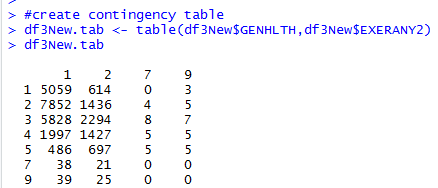 >
> #create contingency table
> df3New.tab <- table(df3New$GENHLTH,df3New$EXERANY2)
> df3New.tab
1 2 7 9
1 5059 614 0 3
2 7852 1436 4 5
3 5828 2294 8 7
4 1997 1427 5 5
5 486 697 5 5
7 38 21 0 0
9 39 25 0 0